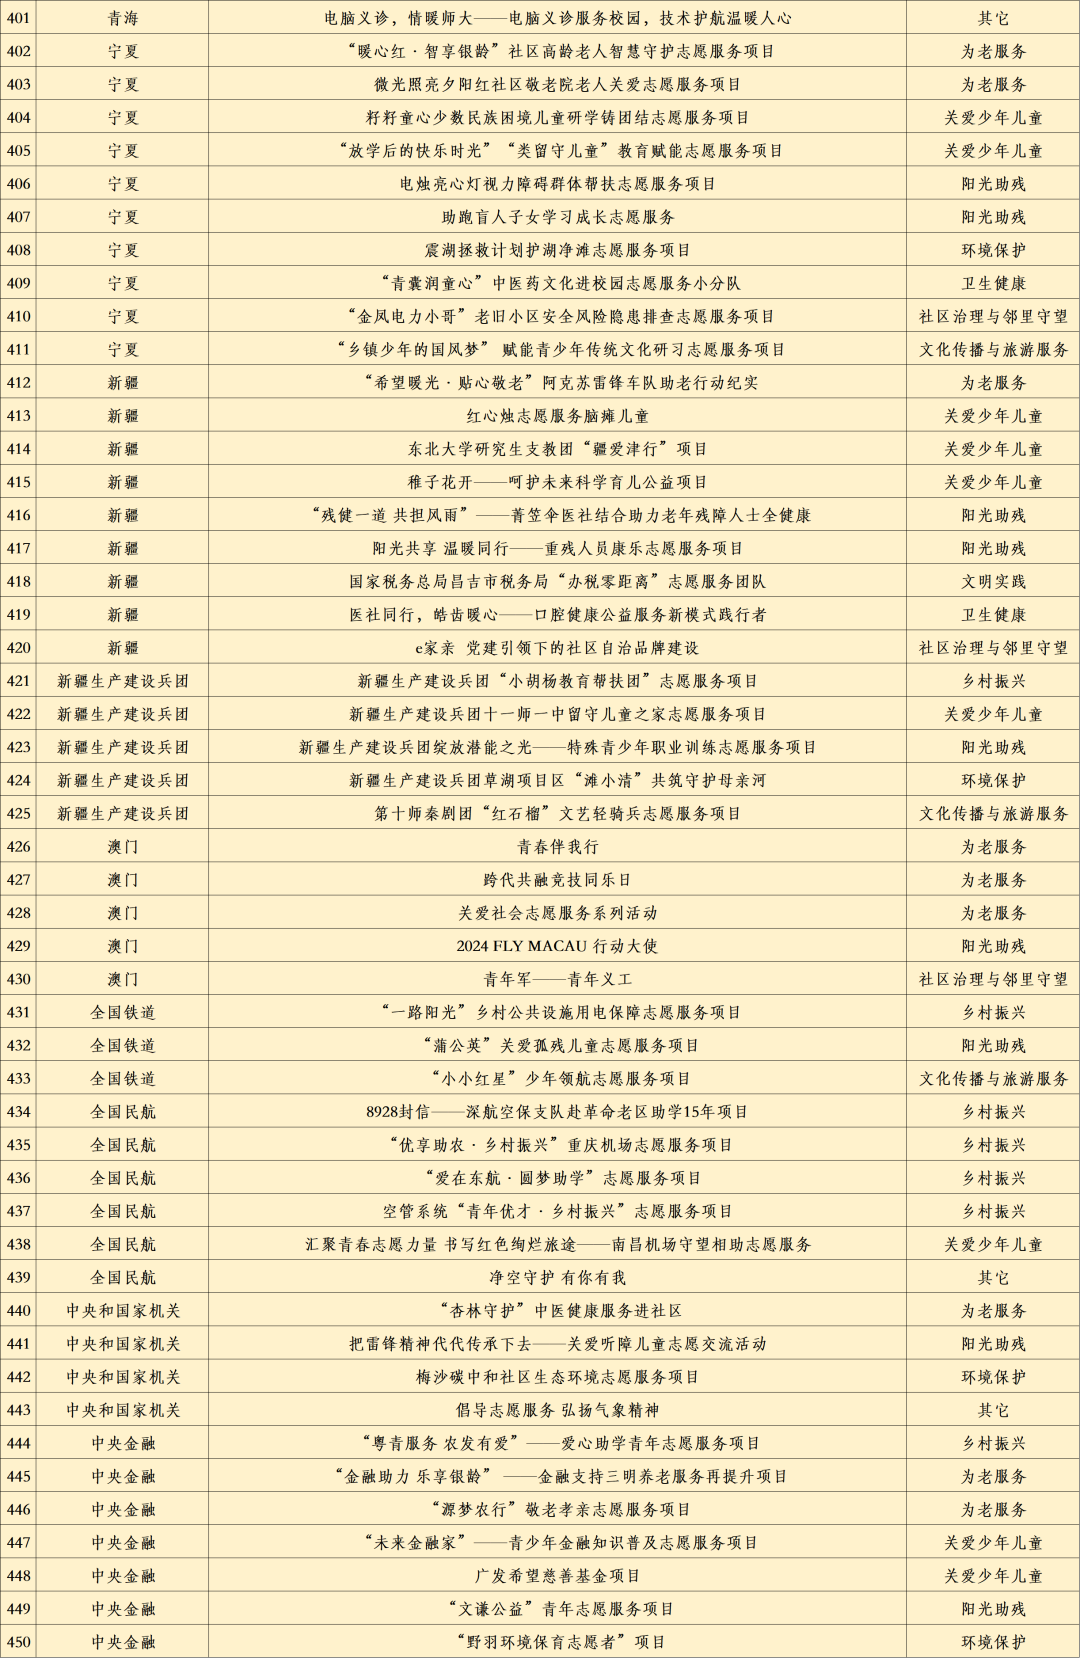 401 青海 电脑义诊，情暖师大——电脑义诊服务校园，技术护航温暖人心 其它
402 宁夏 “暖心红·智享银龄”社区高龄老人智慧守护志愿服务项目 为老服务
403 宁夏 微光照亮夕阳红社区敬老院老人关爱志愿服务项目 为老服务
404 宁夏 籽籽童心少数民族困境儿童研学铸团结志愿服务项目 关爱少年儿童
405 宁夏 “放学后的快乐时光”“类留守儿童”教育赋能志愿服务项目 关爱少年儿童
406 宁夏 电烛亮心灯视力障碍群体帮扶志愿服务项目 阳光助残
407 宁夏 助跑盲人子女学习成长志愿服务 阳光助残
408 宁夏 震湖拯救计划护湖净滩志愿服务项目 环境保护
409 宁夏 “青囊润童心”中医药文化进校园志愿服务小分队 卫生健康
410 宁夏 “金凤电力小哥”老旧小区安全风险隐患排查志愿服务项目 社区治理与邻里守望
411 宁夏 “乡镇少年的国风梦” 赋能青少年传统文化研习志愿服务项目 文化传播与旅游服务
412 新疆 “希望暖光·贴心敬老”阿克苏雷锋车队助老行动纪实 为老服务
413 新疆 红心烛志愿服务脑瘫儿童 关爱少年儿童
414 新疆 东北大学研究生支教团“疆爱津行”项目 关爱少年儿童
415 新疆 稚子花开——呵护未来科学育儿公益项目 关爱少年儿童
416 新疆 “残健一道 共担风雨”——菁笠伞医社结合助力老年残障人士全健康 阳光助残
417 新疆 阳光共享 温暖同行——重残人员康乐志愿服务项目 阳光助残
418 新疆 国家税务总局昌吉市税务局“办税零距离”志愿服务团队 文明实践
419 新疆 医社同行，皓齿暖心——口腔健康公益服务新模式践行者 卫生健康
420 新疆 e家亲 党建引领下的社区自治品牌建设 社区治理与邻里守望
421 新疆生产建设兵团 新疆生产建设兵团“小胡杨教育帮扶团”志愿服务项目 乡村振兴
422 新疆生产建设兵团 新疆生产建设兵团十一师一中留守儿童之家志愿服务项目 关爱少年儿童
423 新疆生产建设兵团 新疆生产建设兵团绽放潜能之光——特殊青少年职业训练志愿服务项目 阳光助残
424 新疆生产建设兵团 新疆生产建设兵团草湖项目区“滩小清”共筑守护母亲河 环境保护
425 新疆生产建设兵团 第十师秦剧团“红石榴”文艺轻骑兵志愿服务项目 文化传播与旅游服务
426 澳门 青春伴我行 为老服务
427 澳门 跨代共融竞技同乐日 为老服务
428 澳门 关爱社会志愿服务系列活动 为老服务
429 澳门 2024 FLY MACAU 行动大使 阳光助残
430 澳门 青年军——青年义工 社区治理与邻里守望
431 全国铁道 “一路阳光”乡村公共设施用电保障志愿服务项目 乡村振兴
432 全国铁道 “蒲公英”关爱孤残儿童志愿服务项目 阳光助残
433 全国铁道 “小小红星”少年领航志愿服务项目 文化传播与旅游服务
434 全国民航 8928封信——深航空保支队赴革命老区助学15年项目 乡村振兴
435 全国民航 “优享助农·乡村振兴”重庆机场志愿服务项目 乡村振兴
436 全国民航 “爱在东航·圆梦助学”志愿服务项目 乡村振兴
437 全国民航 空管系统“青年优才·乡村振兴”志愿服务项目 乡村振兴
438 全国民航 汇聚青春志愿力量 书写红色绚烂旅途——南昌机场守望相助志愿服务 关爱少年儿童
439 全国民航 净空守护 有你有我 其它
440 中央和国家机关 “杏林守护”中医健康服务进社区 为老服务
441 中央和国家机关 把雷锋精神代代传承下去——关爱听障儿童志愿交流活动 阳光助残
442 中央和国家机关 梅沙碳中和社区生态环境志愿服务项目 环境保护
443 中央和国家机关 倡导志愿服务 弘扬气象精神 其它
444 中央金融 “粤青服务 农发有爱”——爱心助学青年志愿服务项目 乡村振兴
445 中央金融 “金融助力 乐享银龄” ——金融支持三明养老服务再提升项目 为老服务
446 中央金融 “源梦农行”敬老孝亲志愿服务项目 为老服务
447 中央金融 “未来金融家”——青少年金融知识普及志愿服务项目 关爱少年儿童
448 中央金融 广发希望慈善基金项目 关爱少年儿童
449 中央金融 “文谦公益”青年志愿服务项目 阳光助残
450 中央金融 “野羽环境保育志愿者”项目 环境保护